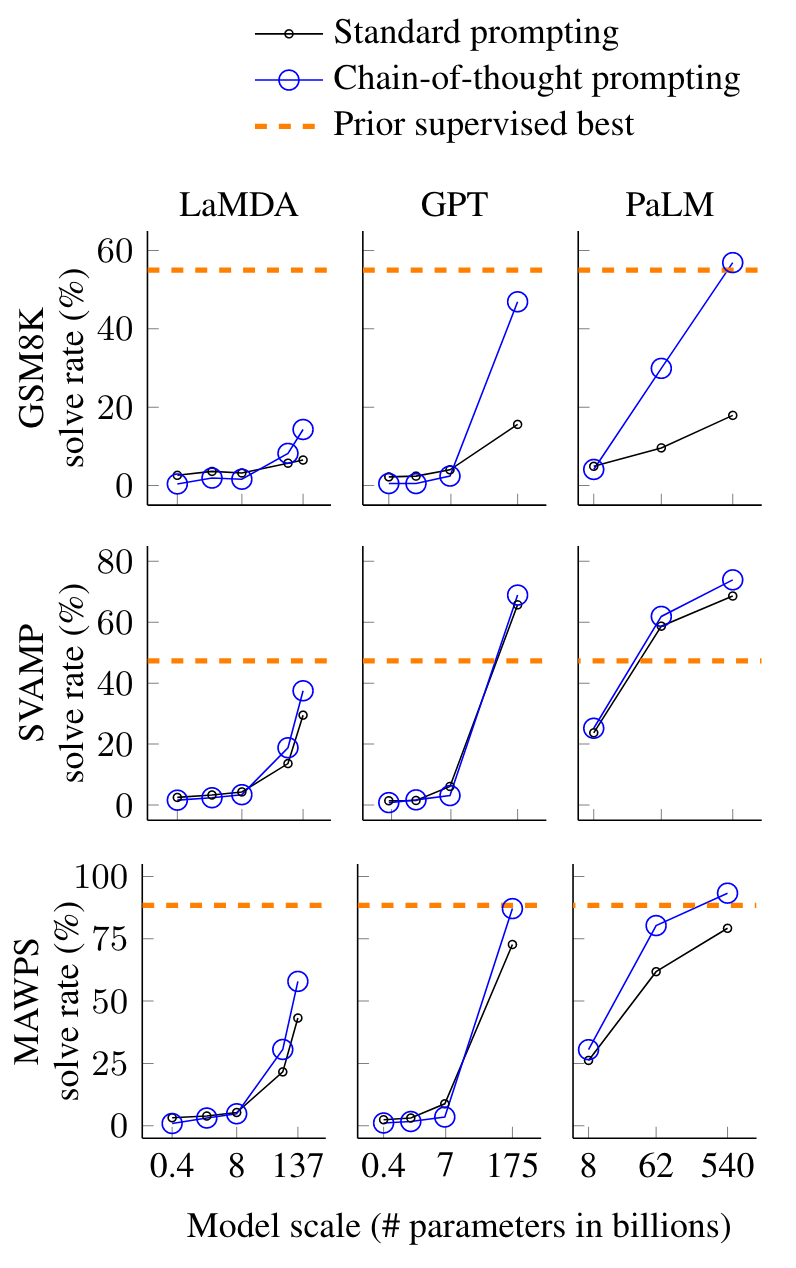 Standard prompting
Chain-of-thought prompting
Prior supervised best
LaMDA GPT PaLM
GSM8K
solve rate (%)
60
40
20
0
SVAMP
solve rate (%)
80
60
40
20
0
MAWPS
solve rate (%)
100
75
50
25
0
0.4 8 137 0.4 7 175 8 62 540
Model scale (# parameters in billions)